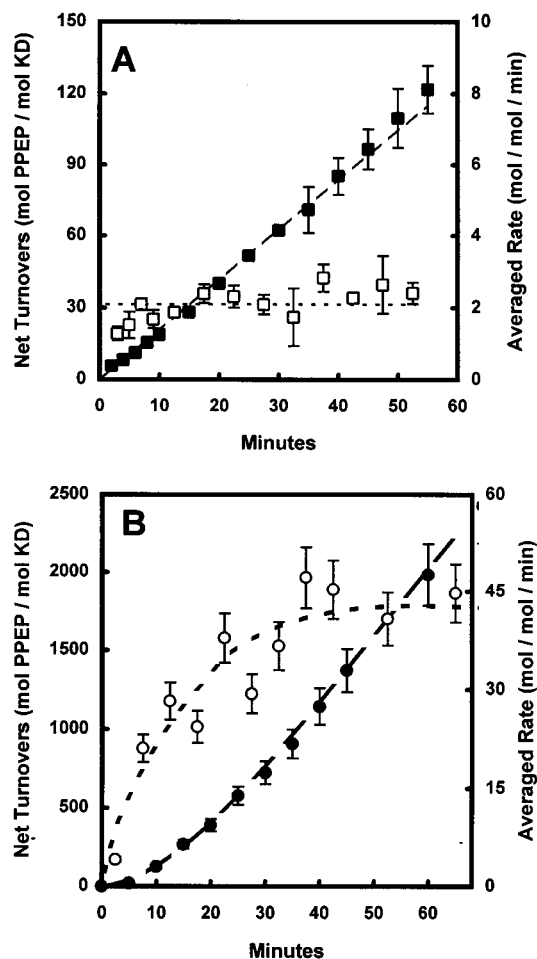 A
Net Turnovers (mol PPEP / mol KD)
150
120
90
60
30
0
0 10 20 30 40 50 60
Minutes
10
8
6
4
2
0
Averaged Rate (mol / mol / min)
B
Net Turnovers (mol PPEP / mol KD)
2500
2000
1500
1000
500
0
0 10 20 30 40 50 60
Minutes
60
45
30
15
0
Averaged Rate (mol / mol / min)